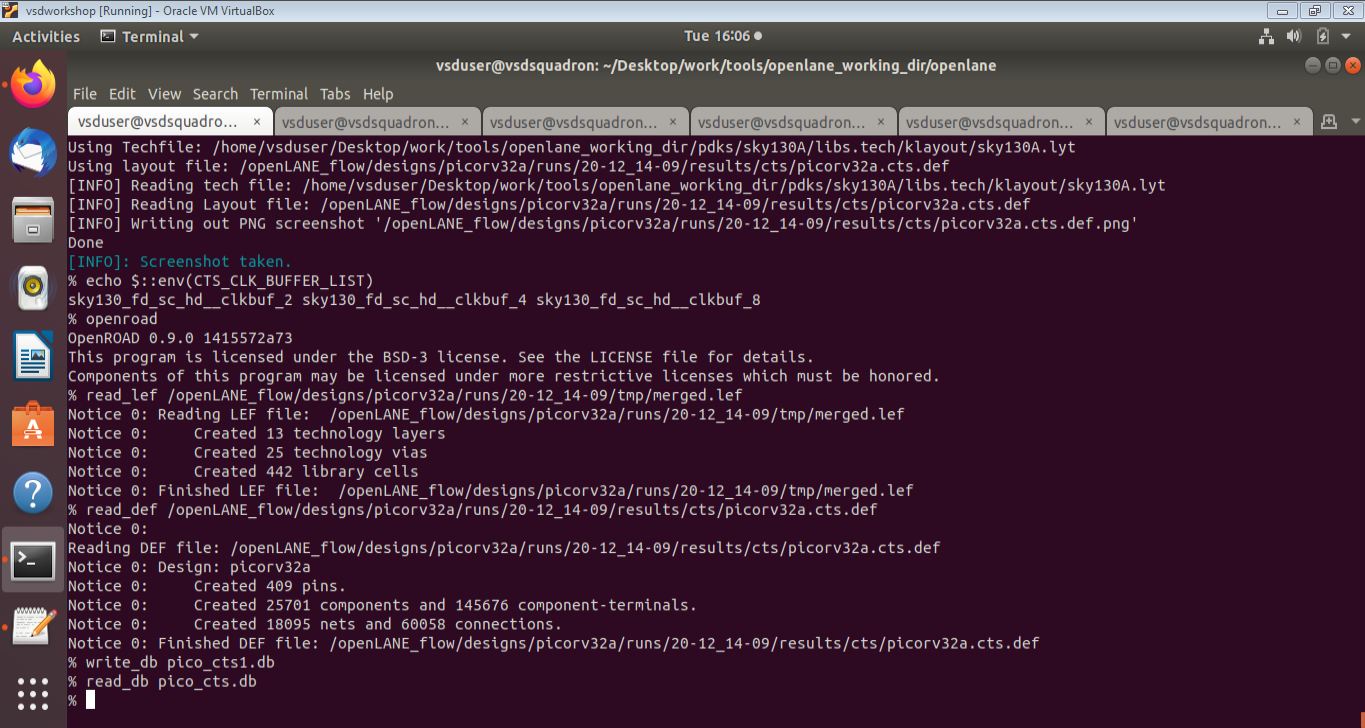 vsdworkshop [Running] - Oracle VM VirtualBox
Activities Terminal Tue 16:06
vsduser@vsdsquadron: ~/Desktop/work/tools/openlane_working_dir/openlane
File Edit View Search Terminal Tabs Help
vsduser@vsdsquadro... × vsduser@vsdsquadron... × vsduser@vsdsquadron... × vsduser@vsdsquadron... × vsduser@vsdsquadron... × vsduser@vsdsquadron... ×
Using Techfile: /home/vsduser/Desktop/work/tools/openlane_working_dir/pdks/sky130A/libs.tech/klayout/sky130A.lyt
Using layout file: /openLANE_flow/designs/picorv32a/runs/20-12_14-09/results/cts/picorv32a.cts.def
[INFO] Reading tech file: /home/vsduser/Desktop/work/tools/openlane_working_dir/pdks/sky130A/libs.tech/klayout/sky130A.lyt
[INFO] Reading Layout file: /openLANE_flow/designs/picorv32a/runs/20-12_14-09/results/cts/picorv32a.cts.def
[INFO] Writing out PNG screenshot '/openLANE_flow/designs/picorv32a/runs/20-12_14-09/results/cts/picorv32a.cts.def.png'
Done
[INFO]: Screenshot taken.
% echo $::env(CTS_CLK_BUFFER_LIST)
sky130_fd_sc_hd__clkbuf_2 sky130_fd_sc_hd__clkbuf_4 sky130_fd_sc_hd__clkbuf_8
% openroad
OpenROAD 0.9.0 1415572a73
This program is licensed under the BSD-3 license. See the LICENSE file for details.
Components of this program may be licensed under more restrictive licenses which must be honored.
% read_lef /openLANE_flow/designs/picorv32a/runs/20-12_14-09/tmp/merged.lef
Notice 0: Reading LEF file:  /openLANE_flow/designs/picorv32a/runs/20-12_14-09/tmp/merged.lef
Notice 0:     Created 13 technology layers
Notice 0:     Created 25 technology vias
Notice 0:     Created 442 library cells
Notice 0: Finished LEF file:  /openLANE_flow/designs/picorv32a/runs/20-12_14-09/tmp/merged.lef
% read_def /openLANE_flow/designs/picorv32a/runs/20-12_14-09/results/cts/picorv32a.cts.def
Notice 0:
Reading DEF file: /openLANE_flow/designs/picorv32a/runs/20-12_14-09/results/cts/picorv32a.cts.def
Notice 0: Design: picorv32a
Notice 0:     Created 409 pins.
Notice 0:     Created 25701 components and 145676 component-terminals.
Notice 0:     Created 18095 nets and 60058 connections.
Notice 0: Finished DEF file: /openLANE_flow/designs/picorv32a/runs/20-12_14-09/results/cts/picorv32a.cts.def
% write_db pico_cts1.db
% read_db pico_cts.db
%